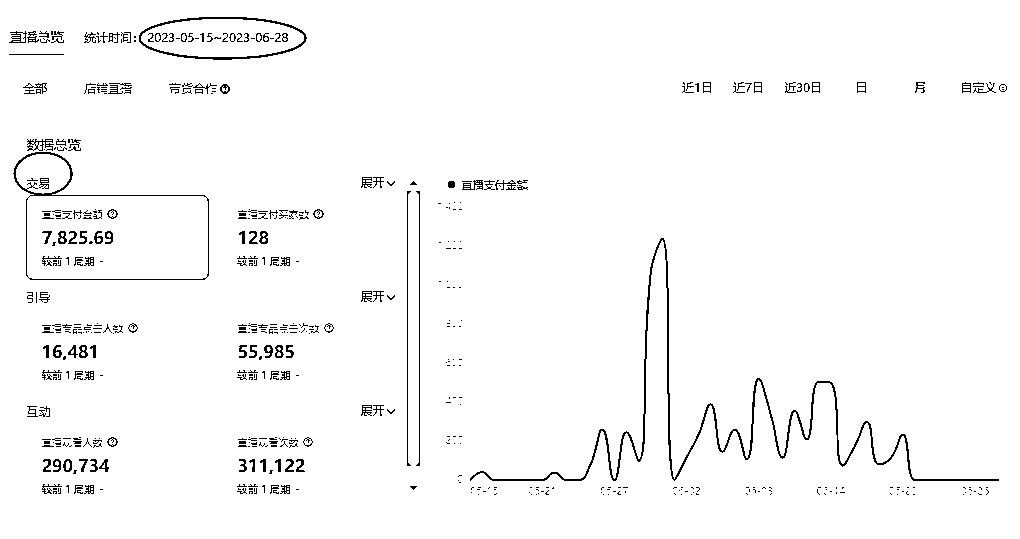 直播总览 统计时间：2023-05-15~2023-06-28
全部 店铺直播 带货合作 近1日 近7日 近30日 日 月 自定义
数据总览
交易 展开
直播支付金额 直播支付买家数
7,825.69 128
较前1周期 - 较前1周期 -
引导 展开
直播商品点击人数 直播商品点击次数
16,481 55,985
较前1周期 - 较前1周期 -
互动 展开
直播观看人数 直播观看次数
290,734 311,122
较前1周期 - 较前1周期 -
直播支付金额